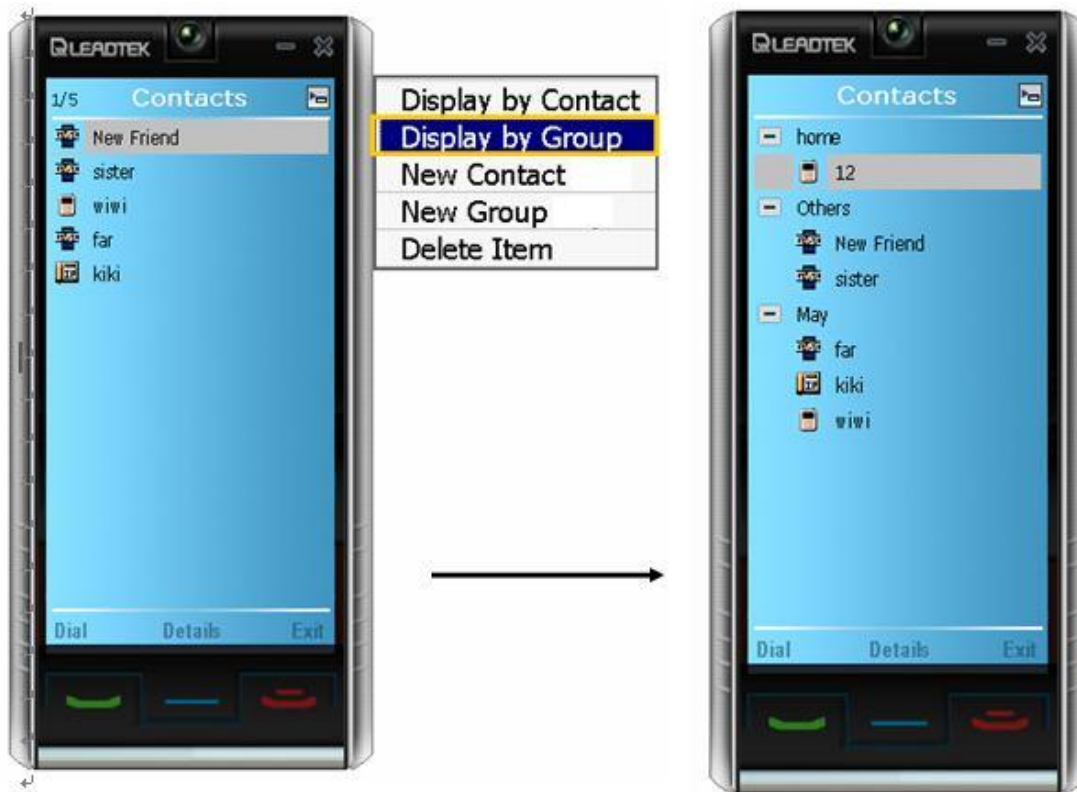 LEADTEK
1/5 Contacts
New Friend
sister
wiwi
far
kiki
Dial Details Exit
Display by Contact
Display by Group
New Contact
New Group
Delete Item
LEADTEK
Contacts
home
12
Others
New Friend
sister
May
far
kiki
wiwi
Dial Details Exit